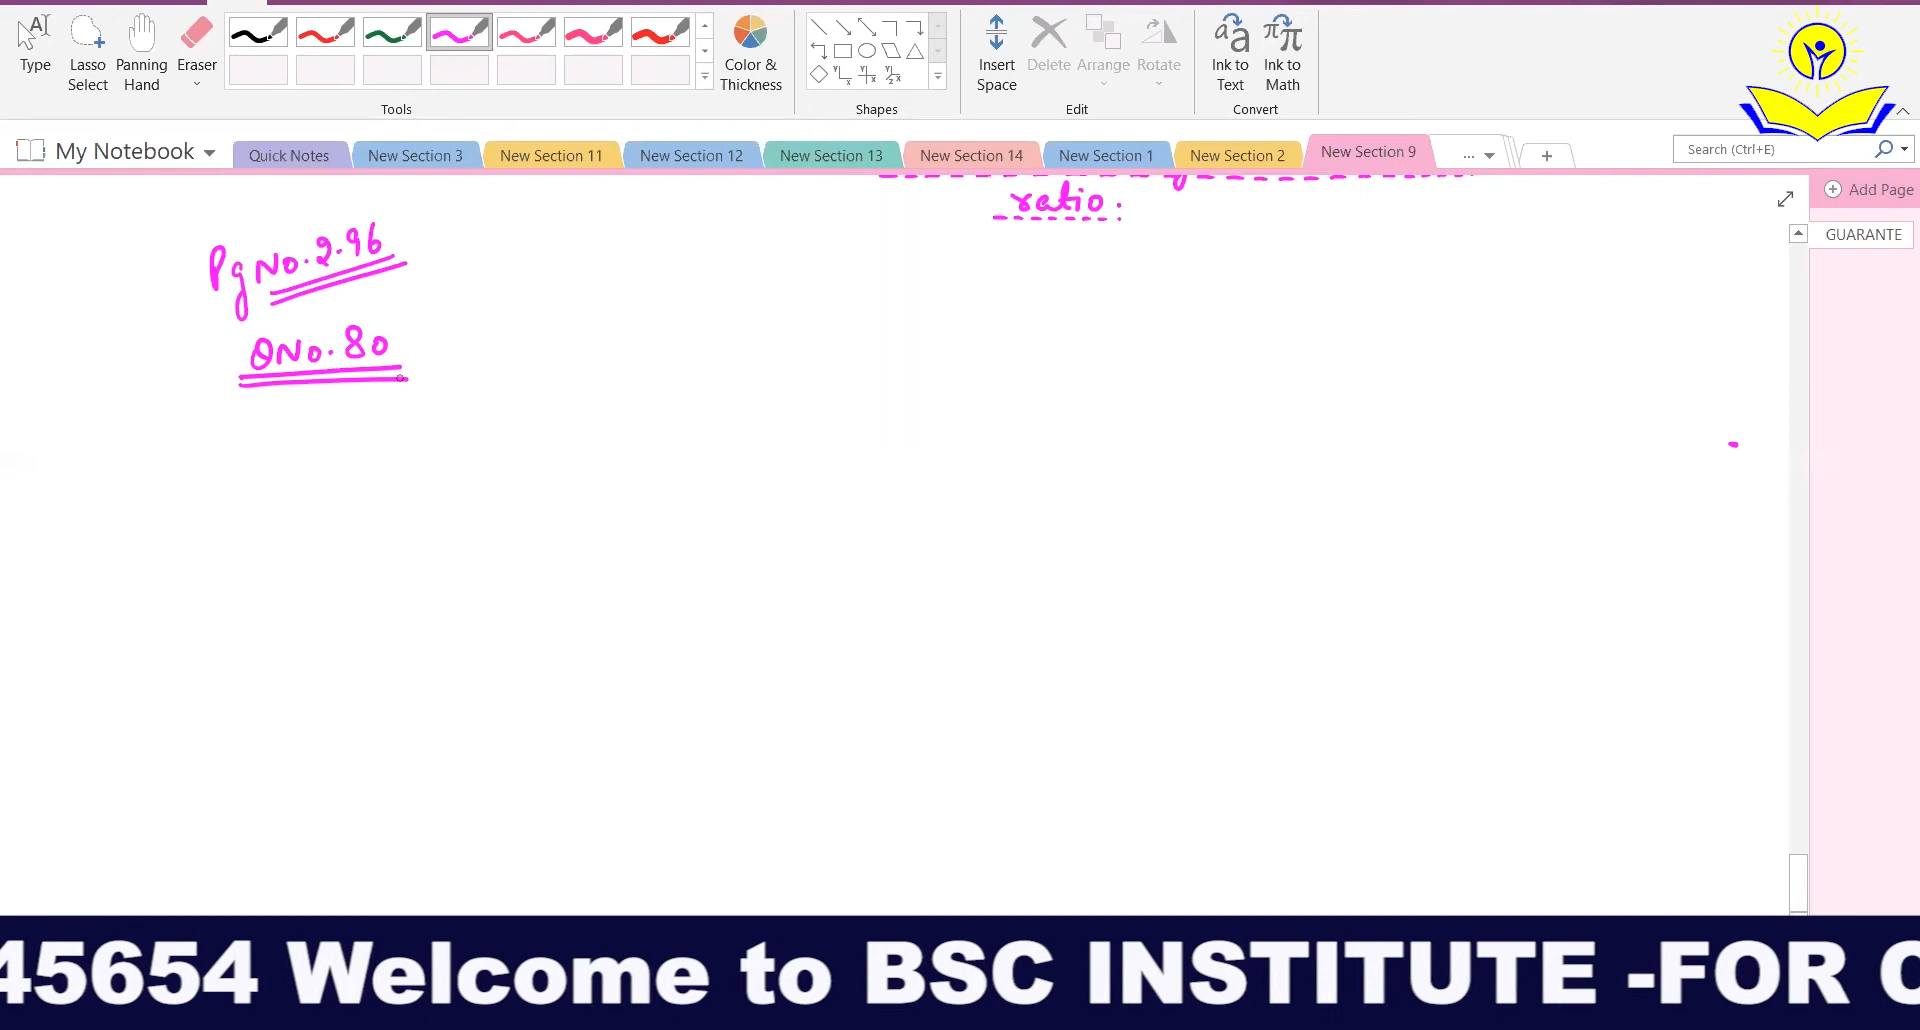 Type
Lasso Select
Panning Hand
Eraser
Color & Thickness
Insert Space
Delete
Arrange
Rotate
Ink to Text
Ink to Math
Tools
Shapes
Edit
Convert
My Notebook
Quick Notes
New Section 3
New Section 11
New Section 12
New Section 13
New Section 14
New Section 1
New Section 2
New Section 9
...
Search (Ctrl+E)
Add Page
GUARANTE
ratio.
Pg No. 2.96
QNo. 80
45654 Welcome to BSC INSTITUTE -FOR